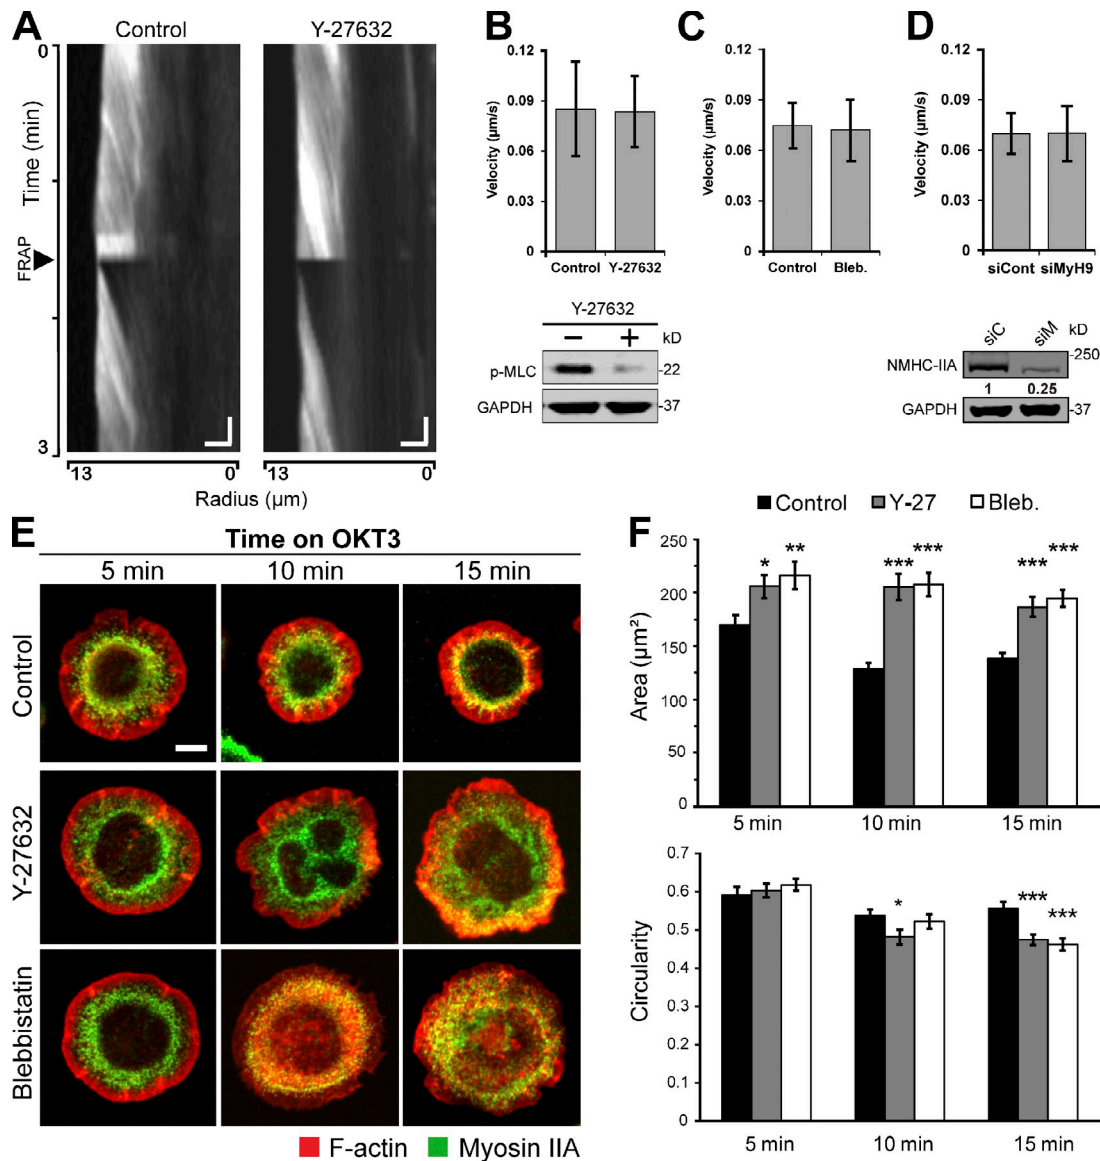 A
Control
Y-27632
0
Time (min)
FRAP
3
13
0
13
0
Radius (µm)
B
0.12
0.09
0.06
0.03
0
Velocity (µm/s)
Control
Y-27632
Y-27632
−
+
kD
p-MLC
-22
GAPDH
-37
C
0.12
0.09
0.06
0.03
0
Velocity (µm/s)
Control
Bleb.
D
0.12
0.09
0.06
0.03
0
Velocity (µm/s)
siCont
siMyH9
siC
siM
kD
-250
NMHC-IIA
1
0.25
GAPDH
-37
E
Time on OKT3
5 min
10 min
15 min
Control
Y-27632
Blebbistatin
F-actin
Myosin IIA
F
Control
Y-27
Bleb.
250
200
150
100
50
0
Area (µm²)
*
**
***
***
***
***
5 min
10 min
15 min
0.7
0.6
0.5
0.4
0.3
0.2
0.1
0
Circularity
*
***
***
5 min
10 min
15 min